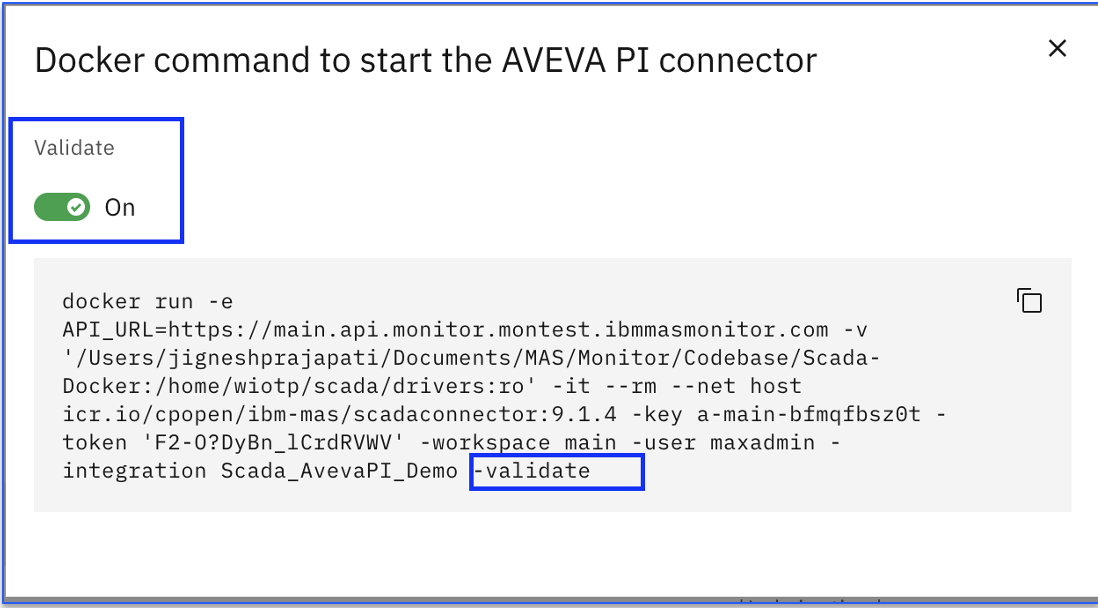 Docker command to start the AVEVA PI connector
Validate
On
docker run -e
API_URL=https://main.api.monitor.montest.ibmmasmonitor.com -v
'/Users/jigneshprajapati/Documents/MAS/Monitor/Codebase/Scada-
Docker:/home/wiotp/scada/drivers:ro' -it --rm --net host
icr.io/cpopen/ibm-mas/scadaconnector:9.1.4 -key a-main-bfmqfbsz0t -
token 'F2-O?DyBn_lCrdRVWV' -workspace main -user maxadmin -
integration Scada_AvevaPI_Demo -validate